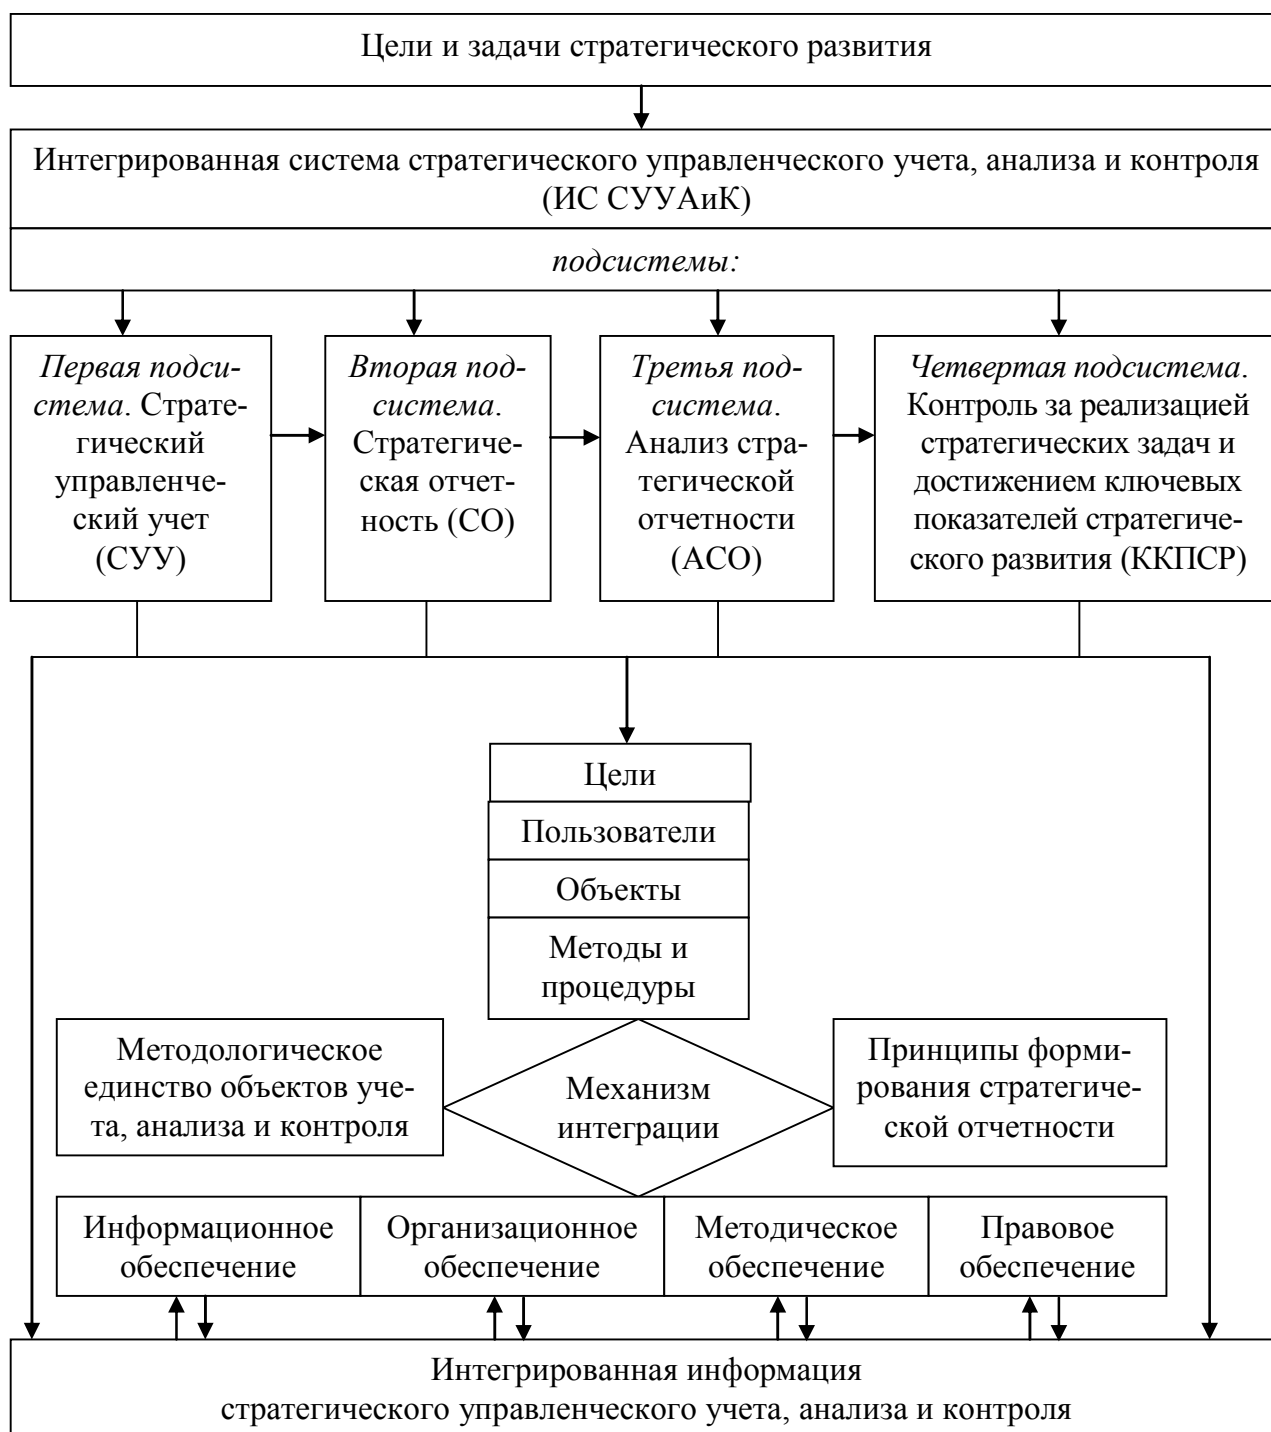 Цели и задачи стратегического развития
Интегрированная система стратегического управленческого учета, анализа и контроля
(ИС СУУАиК)
подсистемы:
Первая подси-
стема. Страте-
гический
управленче-
ский учет
(СУУ)
Вторая под-
система.
Стратегиче-
ская отчет-
ность (СО)
Третья под-
система.
Анализ стра-
тегической
отчетности
(АСО)
Четвертая подсистема.
Контроль за реализацией
стратегических задач и
достижением ключевых
показателей стратегиче-
ского развития (ККПСР)
Цели
Пользователи
Объекты
Методы и
процедуры
Методологическое
единство объектов уче-
та, анализа и контроля
Механизм
интеграции
Принципы форми-
рования стратегиче-
ской отчетности
Информационное
обеспечение
Организационное
обеспечение
Методическое
обеспечение
Правовое
обеспечение
Интегрированная информация
стратегического управленческого учета, анализа и контроля